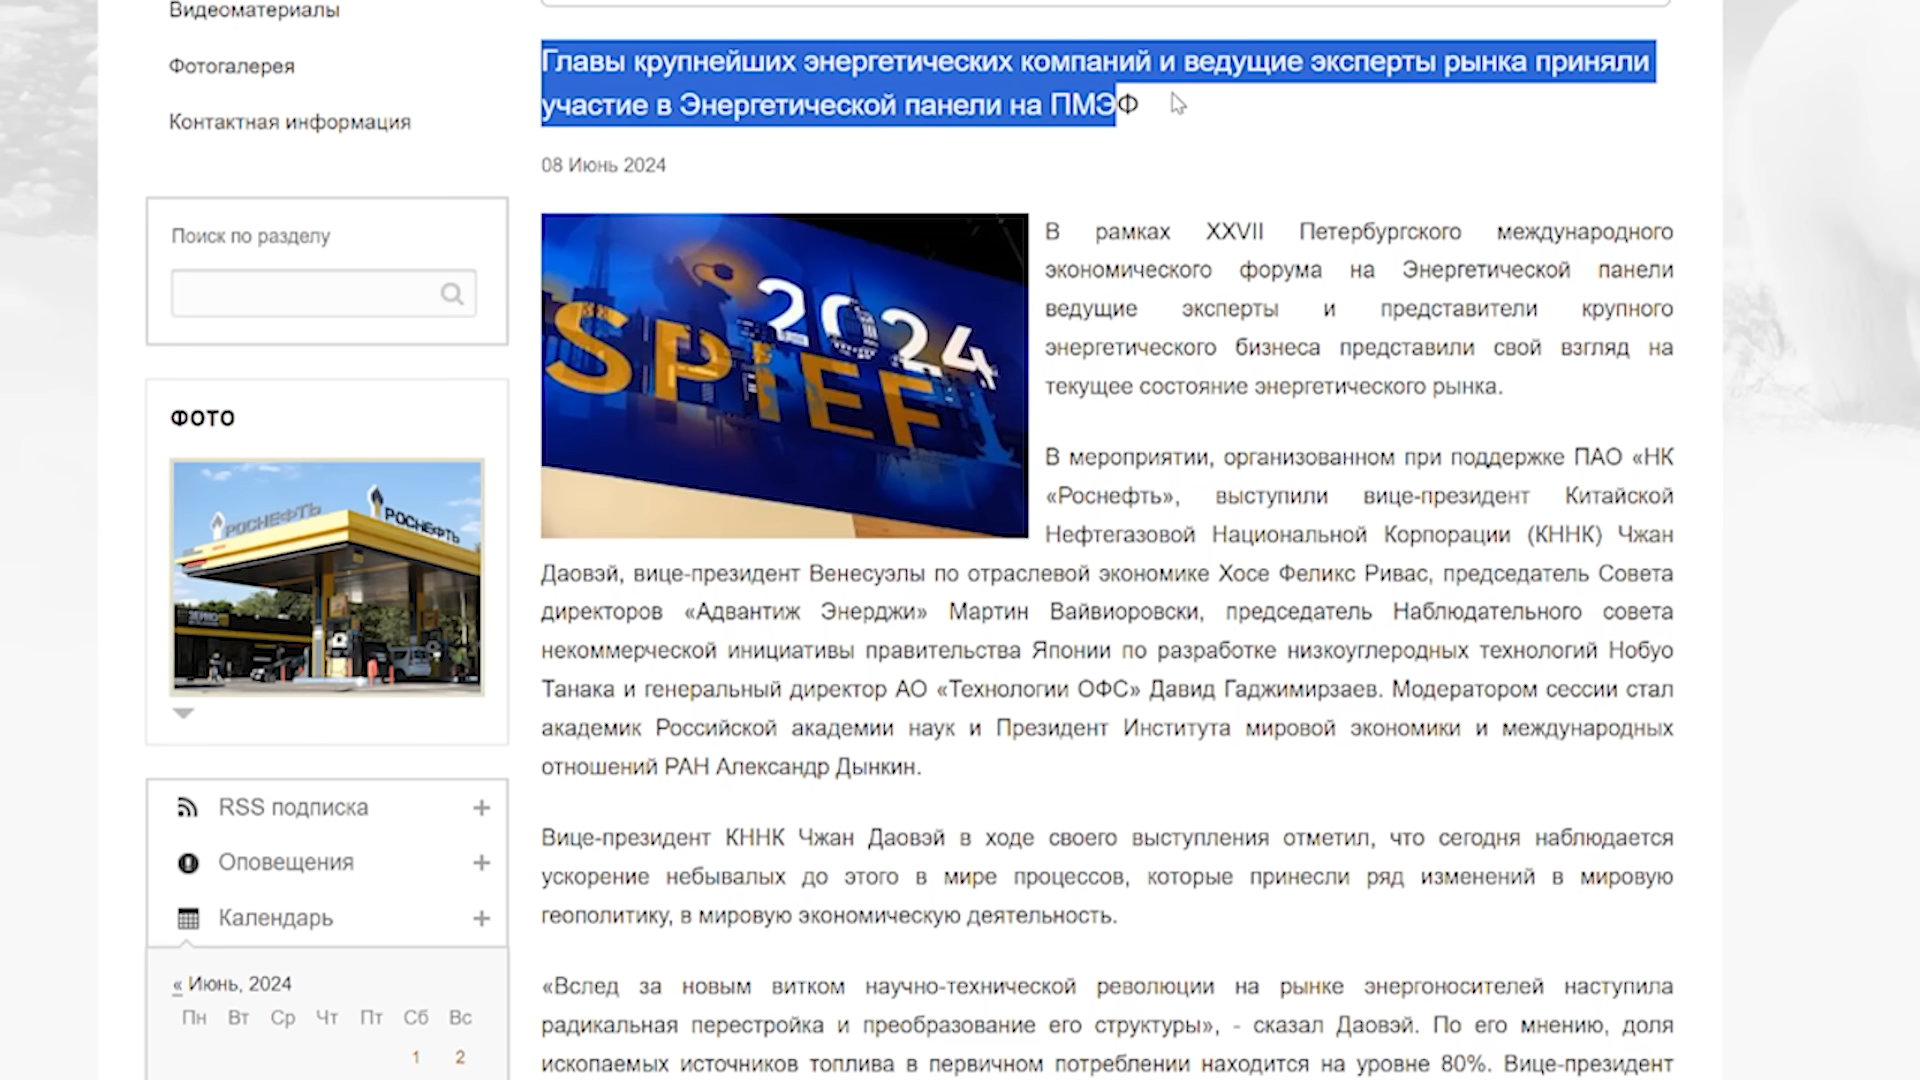 Видеоматериалы
Фотогалерея
Контактная информация
Поиск по разделу
ФОТО
РОСНЕФТЬ
РОСНЕФТЬ
RSS подписка
Оповещения
Календарь
« Июнь, 2024
Пн Вт Ср Чт Пт Сб Вс
1 2
Главы крупнейших энергетических компаний и ведущие эксперты рынка приняли
участие в Энергетической панели на ПМЭФ
08 Июнь 2024
2024
SPIEF
В рамках XXVII Петербургского международного
экономического форума на Энергетической панели
ведущие эксперты и представители крупного
энергетического бизнеса представили свой взгляд на
текущее состояние энергетического рынка.
В мероприятии, организованном при поддержке ПАО «НК
«Роснефть», выступили вице-президент Китайской
Нефтегазовой Национальной Корпорации (КННК) Чжан
Даовэй, вице-президент Венесуэлы по отраслевой экономике Хосе Феликс Ривас, председатель Совета
директоров «Адвантиж Энерджи» Мартин Вайвиоровски, председатель Наблюдательного совета
некоммерческой инициативы правительства Японии по разработке низкоуглеродных технологий Нобуо
Танака и генеральный директор АО «Технологии ОФС» Давид Гаджимирзаев. Модератором сессии стал
академик Российской академии наук и Президент Института мировой экономики и международных
отношений РАН Александр Дынкин.
Вице-президент КННК Чжан Даовэй в ходе своего выступления отметил, что сегодня наблюдается
ускорение небывалых до этого в мире процессов, которые принесли ряд изменений в мировую
геополитику, в мировую экономическую деятельность.
«Вслед за новым витком научно-технической революции на рынке энергоносителей наступила
радикальная перестройка и преобразование его структуры», - сказал Даовэй. По его мнению, доля
ископаемых источников топлива в первичном потреблении находится на уровне 80%. Вице-президент